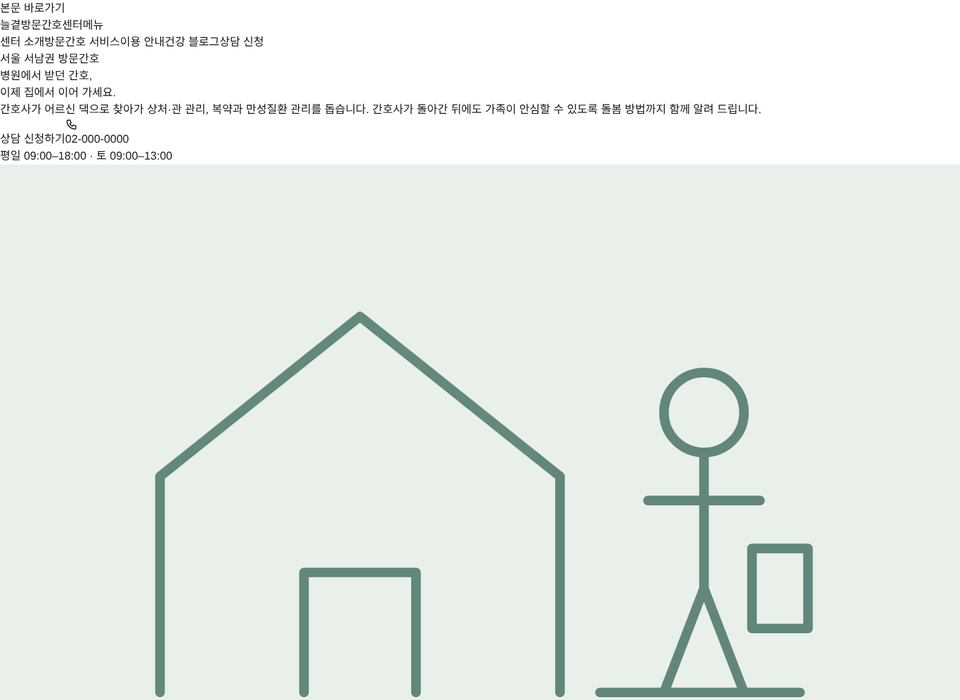 본문 바로가기
늘곁방문간호센터메뉴
센터 소개방문간호 서비스이용 안내건강 블로그상담 신청
서울 서남권 방문간호
병원에서 받던 간호,
이제 집에서 이어 가세요.
간호사가 어르신 댁으로 찾아가 상처·관 관리, 복약과 만성질환 관리를 돕습니다. 간호사가 돌아간 뒤에도 가족이 안심할 수 있도록 돌봄 방법까지 함께 알려 드립니다.
상담 신청하기02-000-0000
평일 09:00–18:00 · 토 09:00–13:00